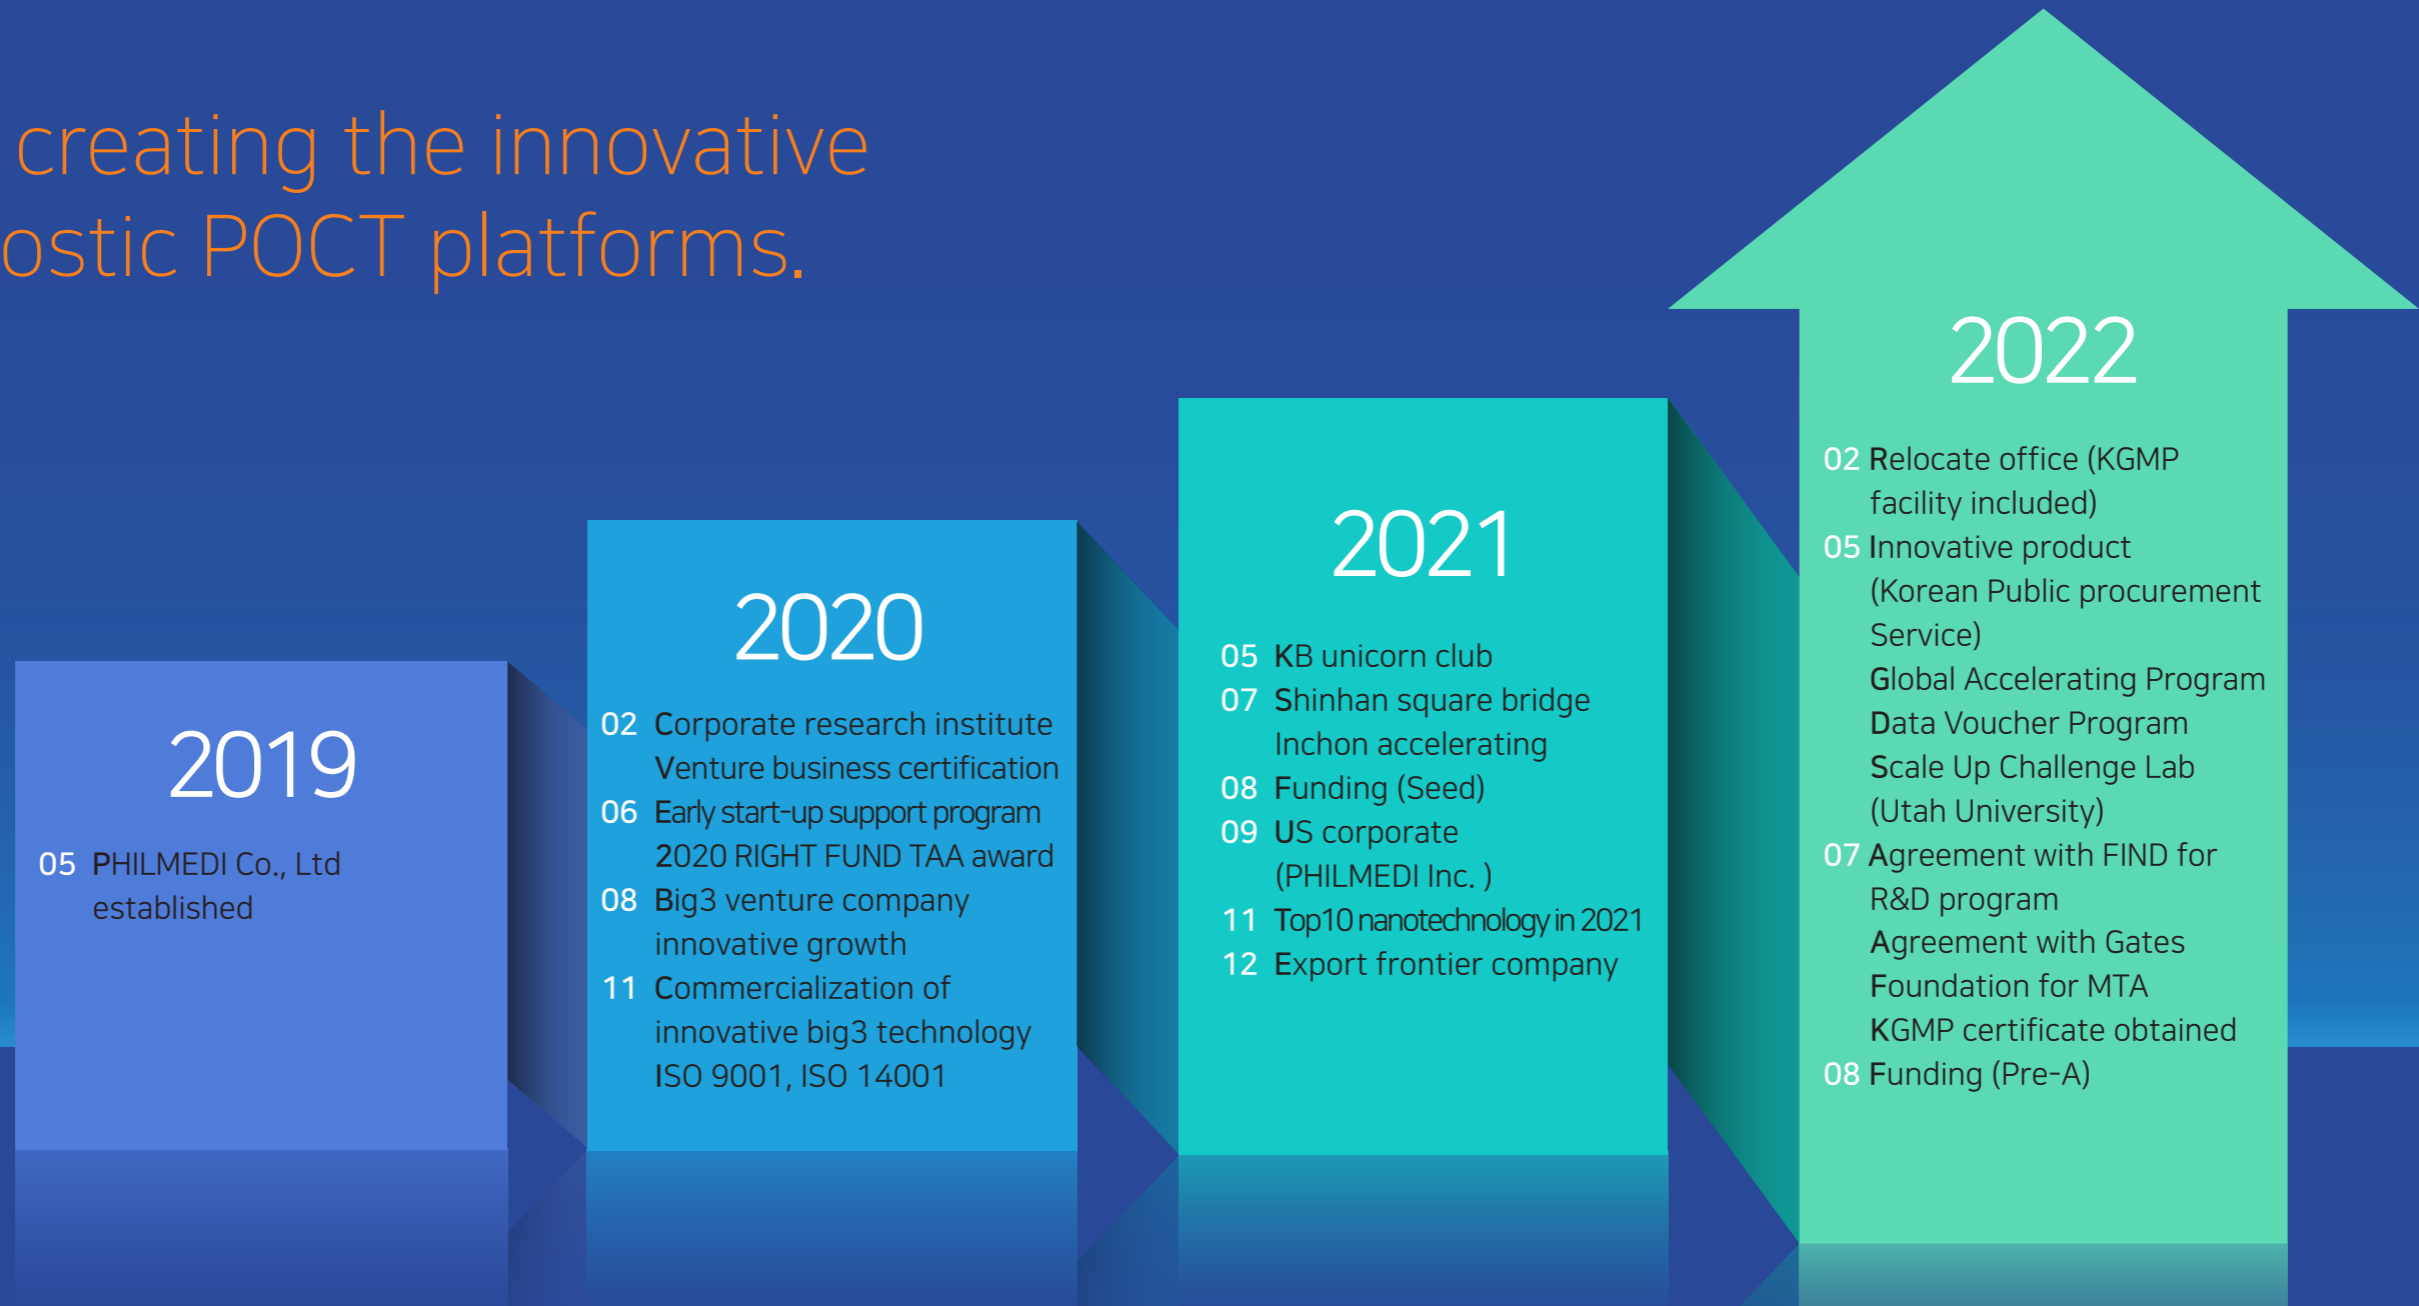 creating the innovative
ostic POCT platforms.
2019
05 PHILMEDI Co., Ltd
established
2020
02 Corporate research institute
Venture business certification
06 Early start-up support program
2020 RIGHT FUND TAA award
08 Big3 venture company
innovative growth
11 Commercialization of
innovative big3 technology
ISO 9001, ISO 14001
2021
05 KB unicorn club
07 Shinhan square bridge
Inchon accelerating
08 Funding (Seed)
09 US corporate
(PHILMEDI Inc. )
11 Top10 nanotechnology in 2021
12 Export frontier company
2022
02 Relocate office (KGMP
facility included)
05 Innovative product
(Korean Public procurement
Service)
Global Accelerating Program
Data Voucher Program
Scale Up Challenge Lab
(Utah University)
07 Agreement with FIND for
R&D program
Agreement with Gates
Foundation for MTA
KGMP certificate obtained
08 Funding (Pre-A)